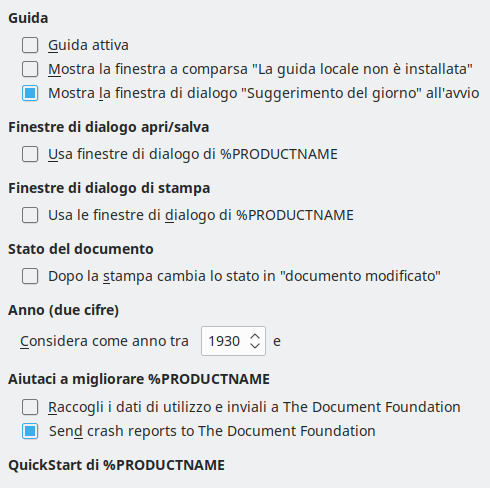 Guida
Guida attiva
Mostra la finestra a comparsa "La guida locale non è installata"
Mostra la finestra di dialogo "Suggerimento del giorno" all'avvio
Finestre di dialogo apri/salva
Usa finestre di dialogo di %PRODUCTNAME
Finestre di dialogo di stampa
Usa le finestre di dialogo di %PRODUCTNAME
Stato del documento
Dopo la stampa cambia lo stato in "documento modificato"
Anno (due cifre)
Considera come anno tra 1930 e
Aiutaci a migliorare %PRODUCTNAME
Raccogli i dati di utilizzo e inviali a The Document Foundation
Send crash reports to The Document Foundation
QuickStart di %PRODUCTNAME